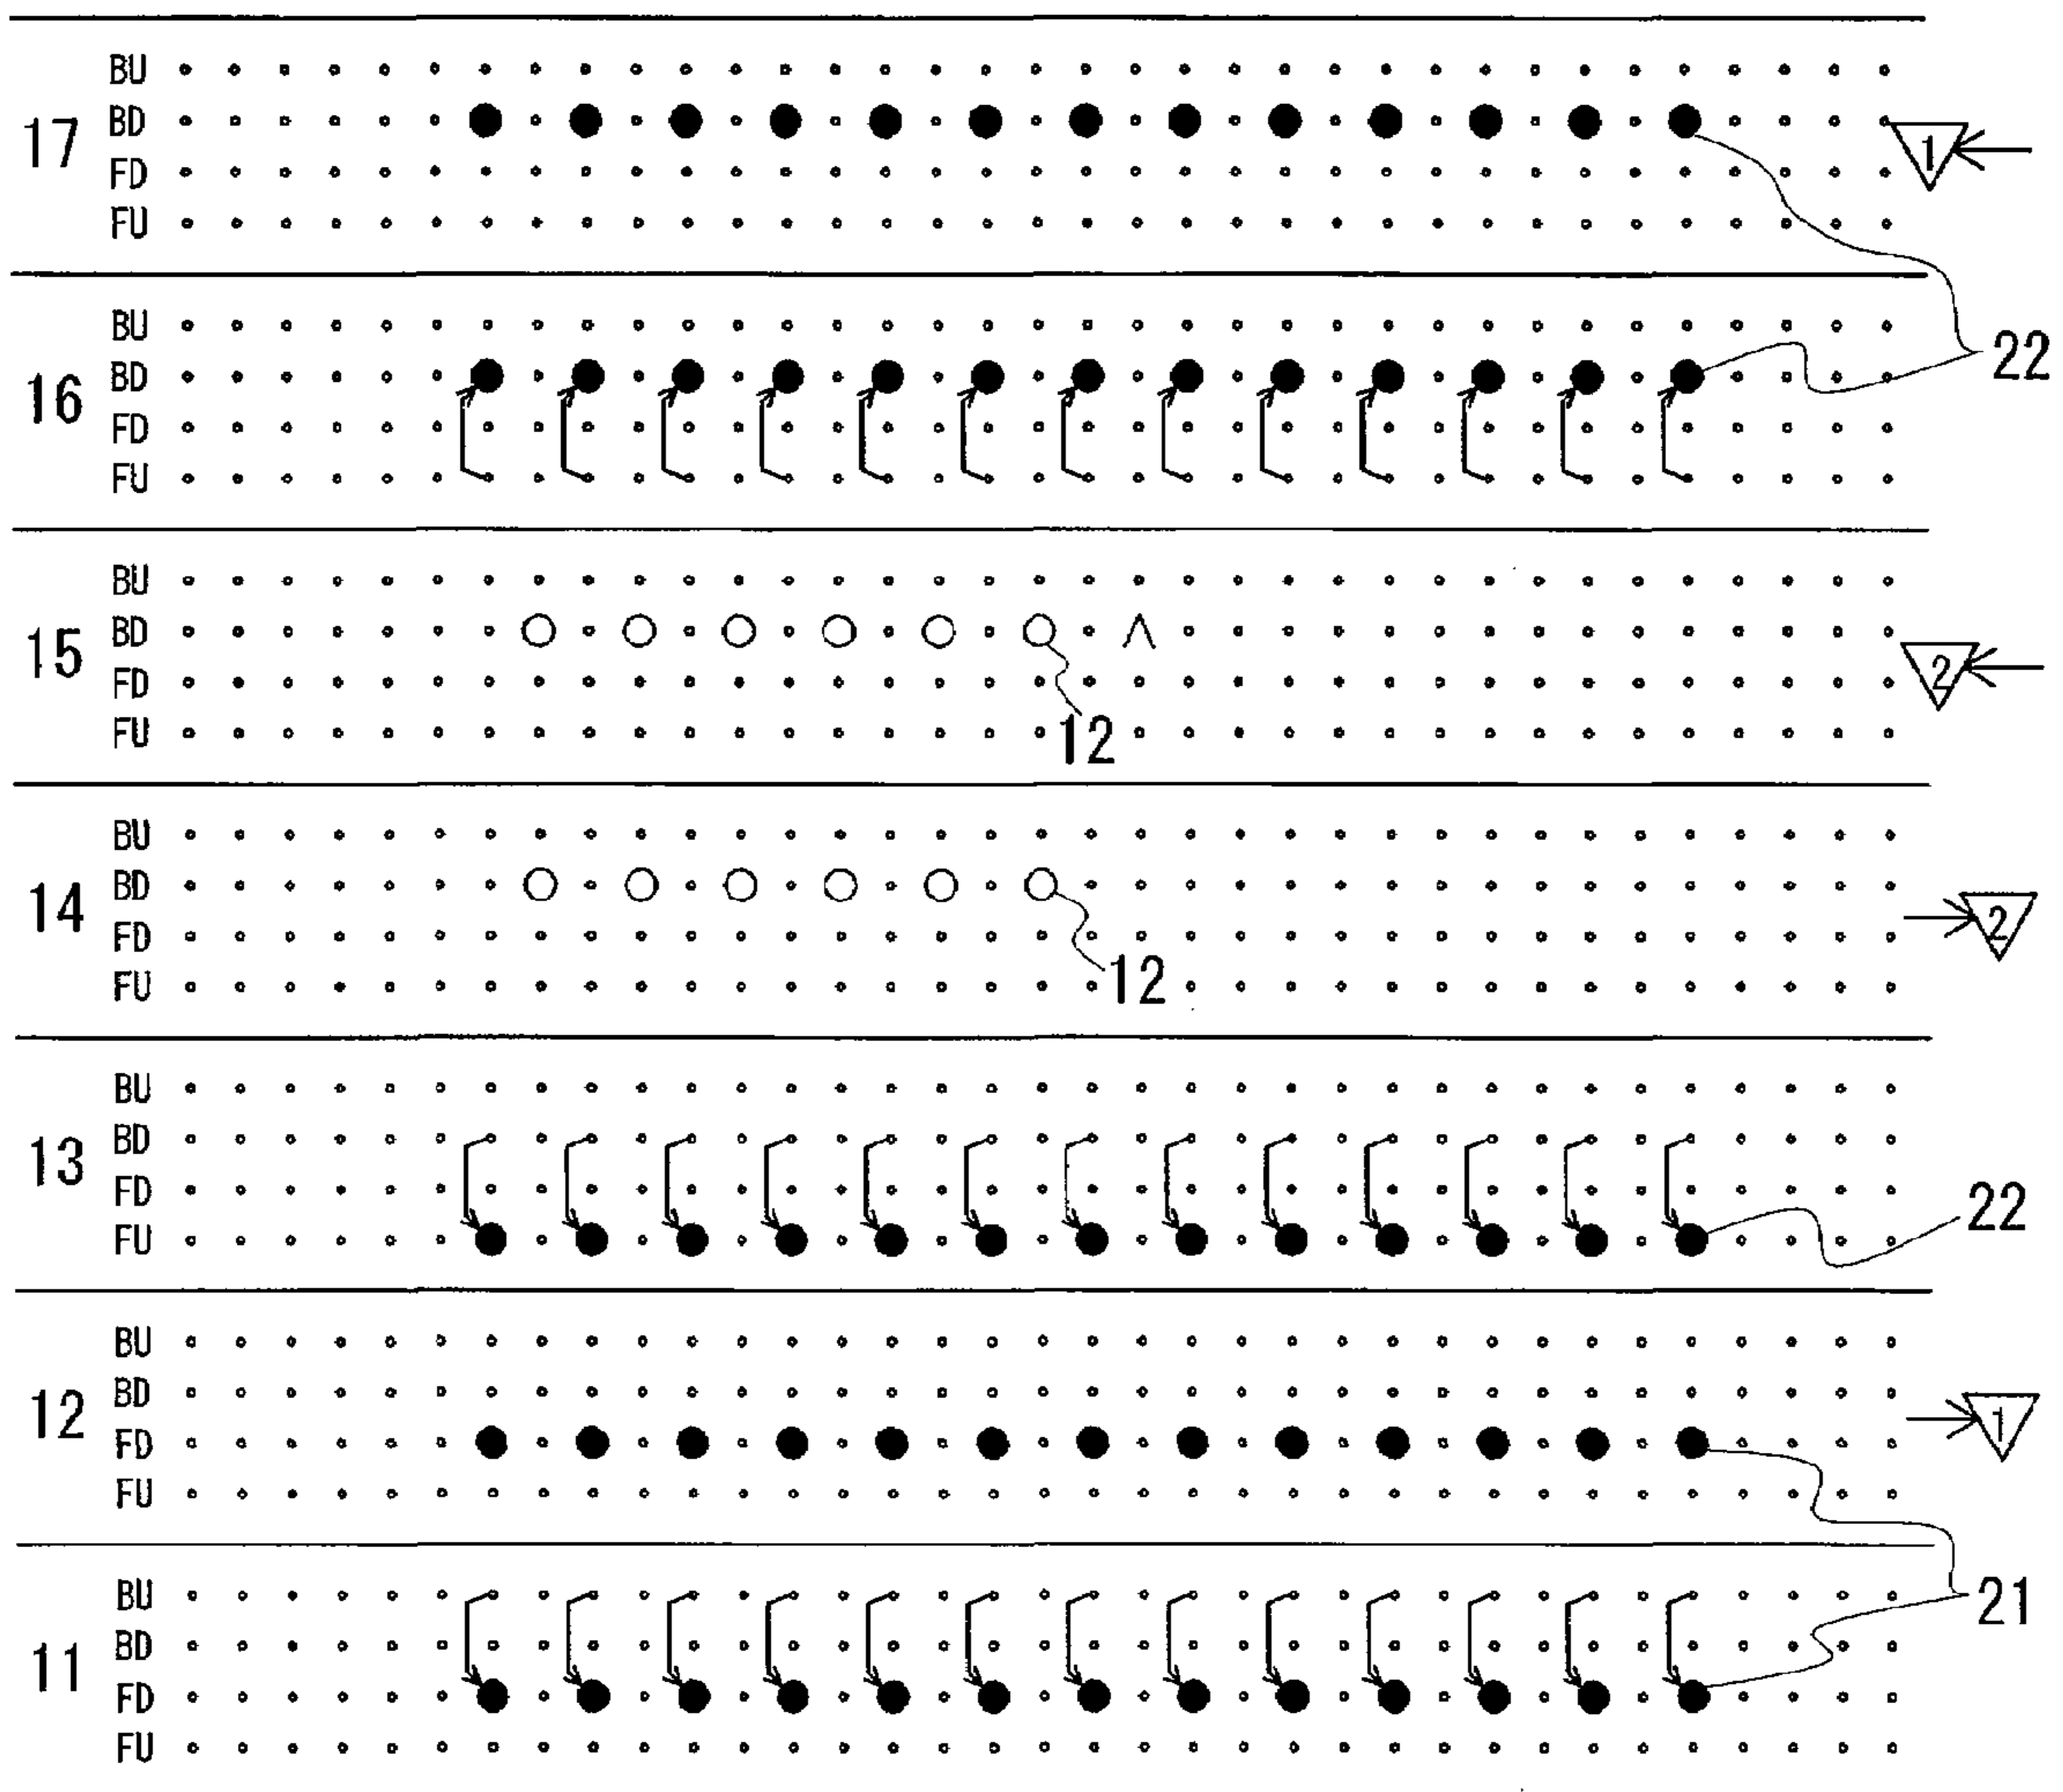 BU
17 BD 1
FD
FU
BU
16 BD 22
FD
FU
BU
15 BD Λ 2
FD
FU 12
BU
14 BD 2
FD
FU 12
BU
13 BD
FD 22
FU
BU
12 BD 1
FD
FU
BU 21
11 BD
FD
FU